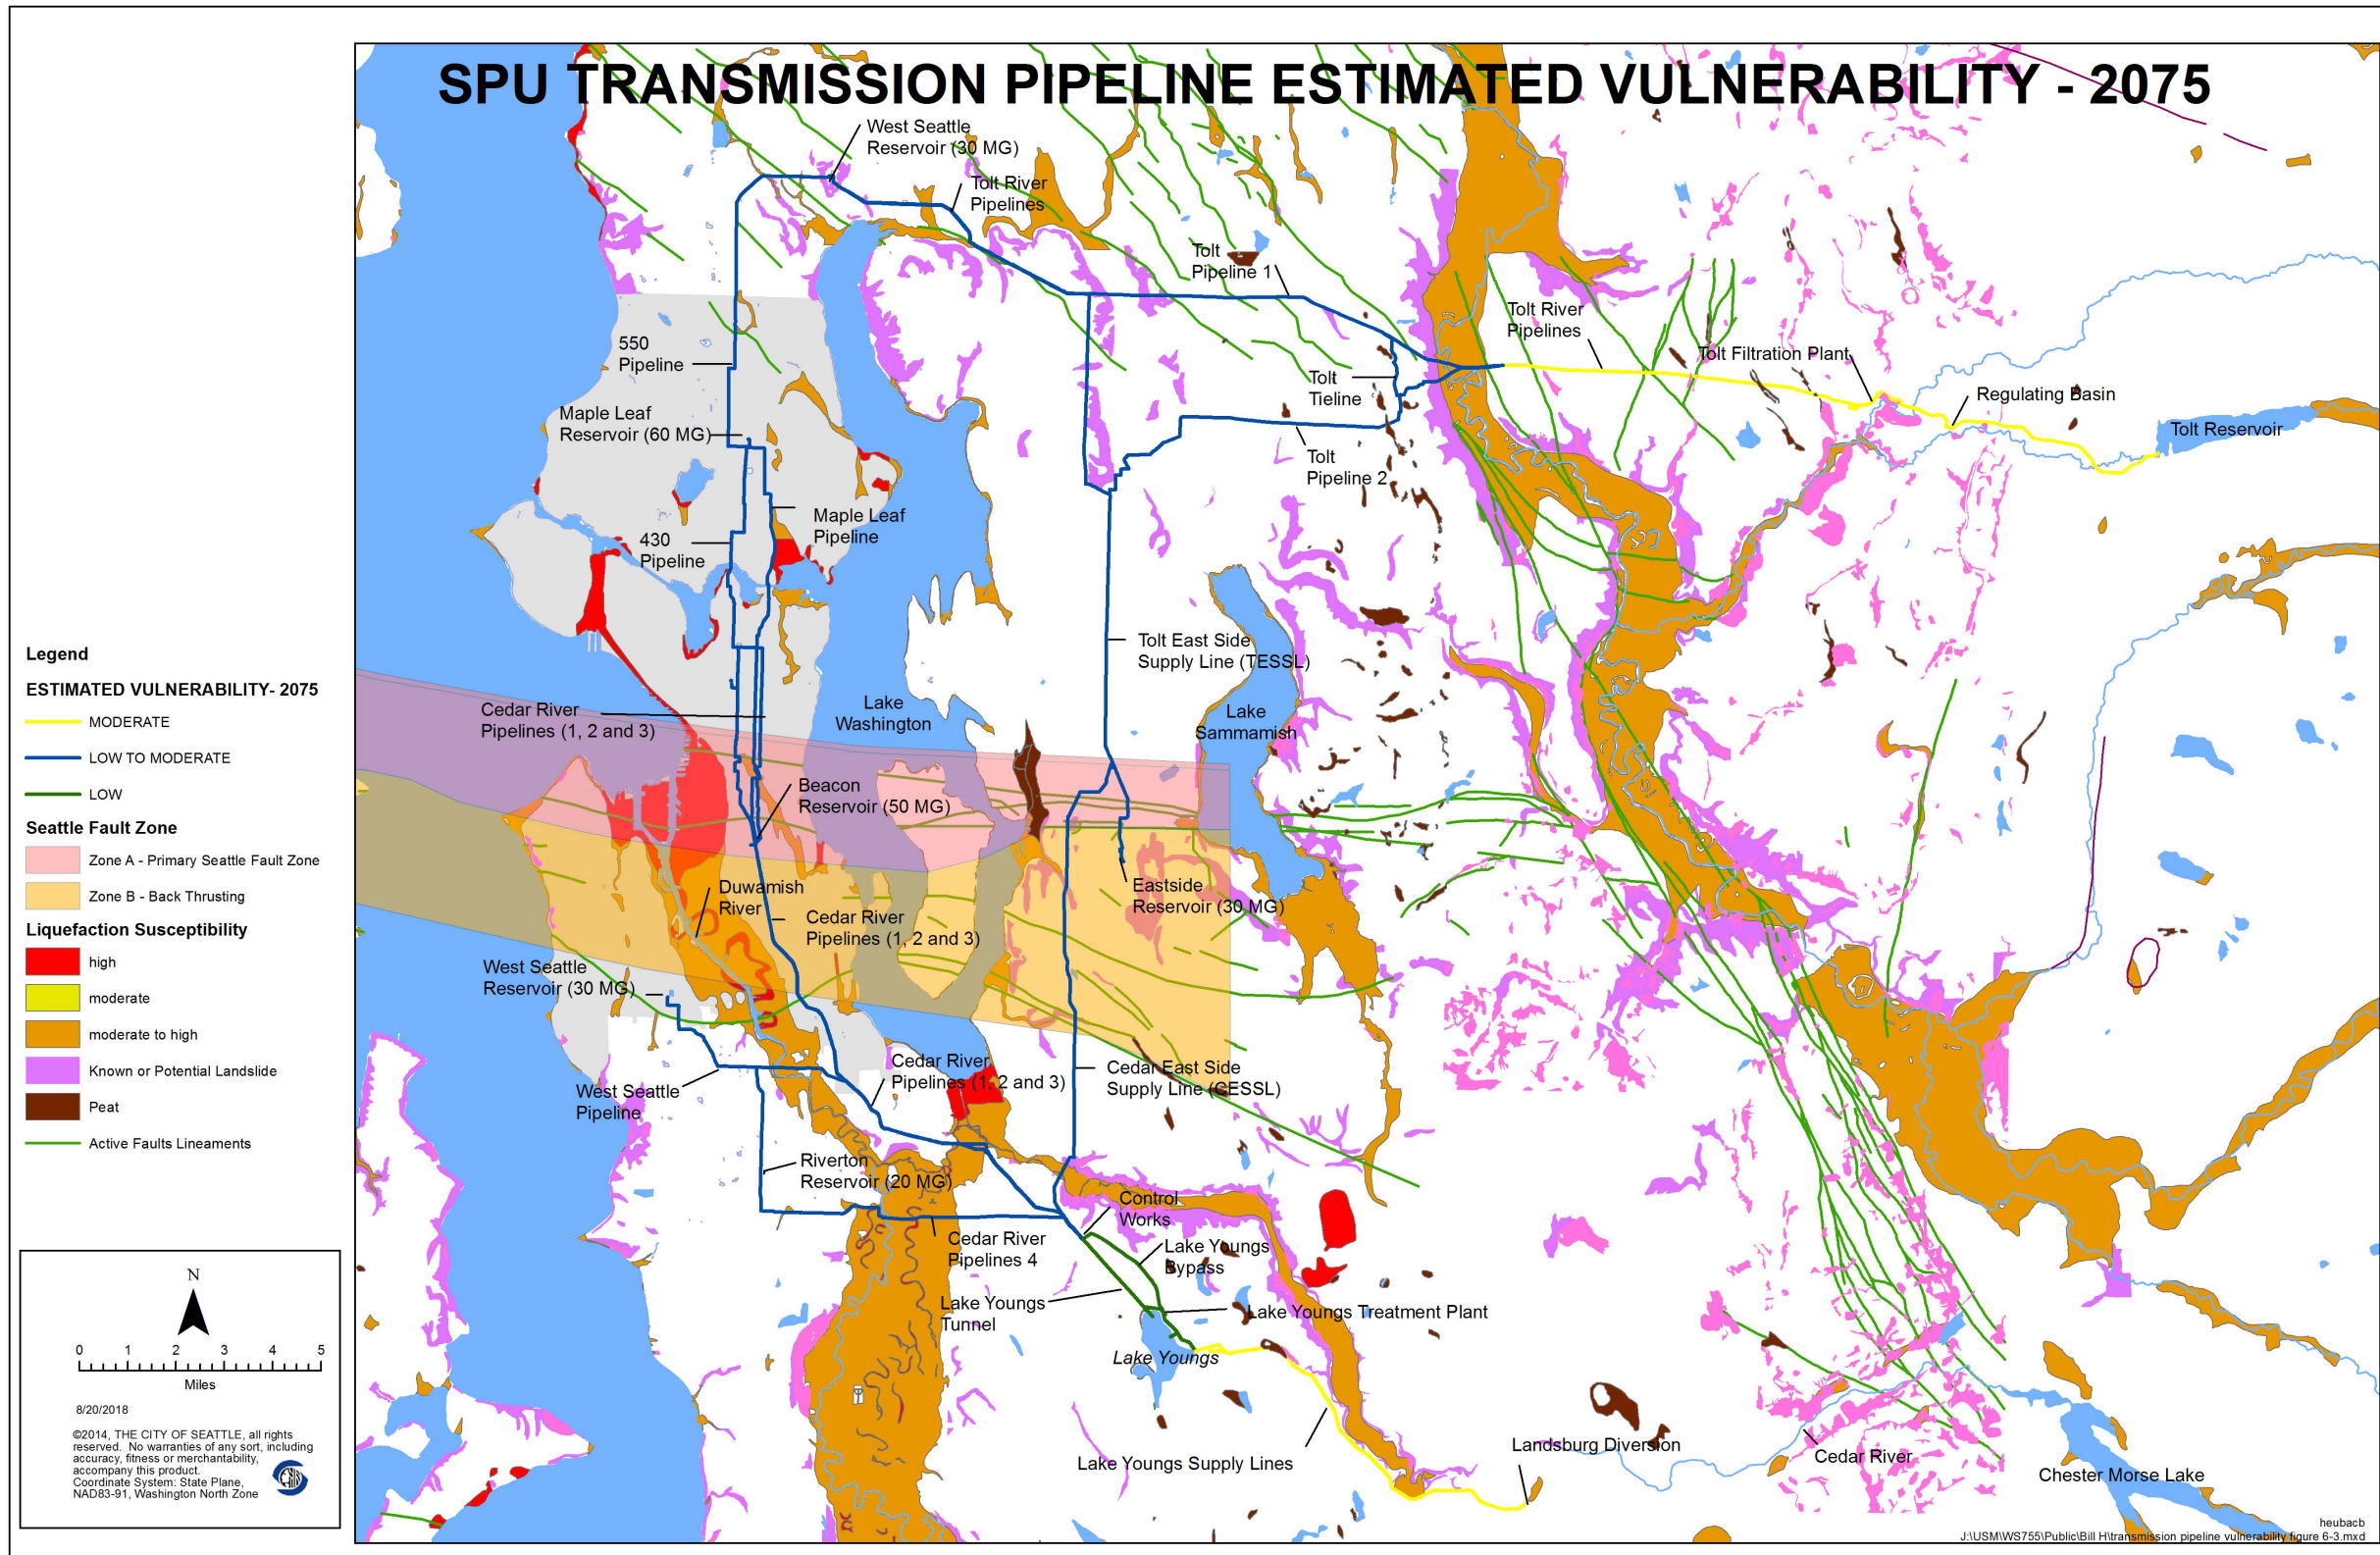 SPU TRANSMISSION PIPELINE ESTIMATED VULNERABILITY - 2075
West Seattle
Reservoir (30 MG)
Tolt River
Pipelines
Tolt
Pipeline 1
Tolt River
Pipelines
Tolt Filtration Plant
Regulating Basin
Tolt Reservoir
550
Pipeline
Tolt
Tieline
Maple Leaf
Reservoir (60 MG)
Tolt
Pipeline 2
Maple Leaf
Pipeline
430
Pipeline
Tolt East Side
Supply Line (TESSL)
Cedar River
Pipelines (1, 2 and 3)
Lake
Washington
Lake
Sammamish
Beacon
Reservoir (50 MG)
Duwamish
River
Eastside
Reservoir (30 MG)
Cedar River
Pipelines (1, 2 and 3)
West Seattle
Reservoir (30 MG)
Cedar River
Pipelines (1, 2 and 3)
Cedar East Side
Supply Line (CESSL)
West Seattle
Pipeline
Riverton
Reservoir (20 MG)
Control
Works
Cedar River
Pipelines 4
Lake Youngs
Bypass
Lake Youngs
Tunnel
Lake Youngs Treatment Plant
Lake Youngs
Lake Youngs Supply Lines
Landsburg Diversion
Cedar River
Chester Morse Lake
Legend
ESTIMATED VULNERABILITY- 2075
MODERATE
LOW TO MODERATE
LOW
Seattle Fault Zone
Zone A - Primary Seattle Fault Zone
Zone B - Back Thrusting
Liquefaction Susceptibility
high
moderate
moderate to high
Known or Potential Landslide
Peat
Active Faults Lineaments
N
0 1 2 3 4 5
Miles
8/20/2018
©2014, THE CITY OF SEATTLE, all rights
reserved. No warranties of any sort, including
accuracy, fitness or merchantability,
accompany this product.
Coordinate System: State Plane,
NAD83-91, Washington North Zone
heubacb
J:\USM\WS755\Public\Bill H\transmission pipeline vulnerability figure 6-3.mxd